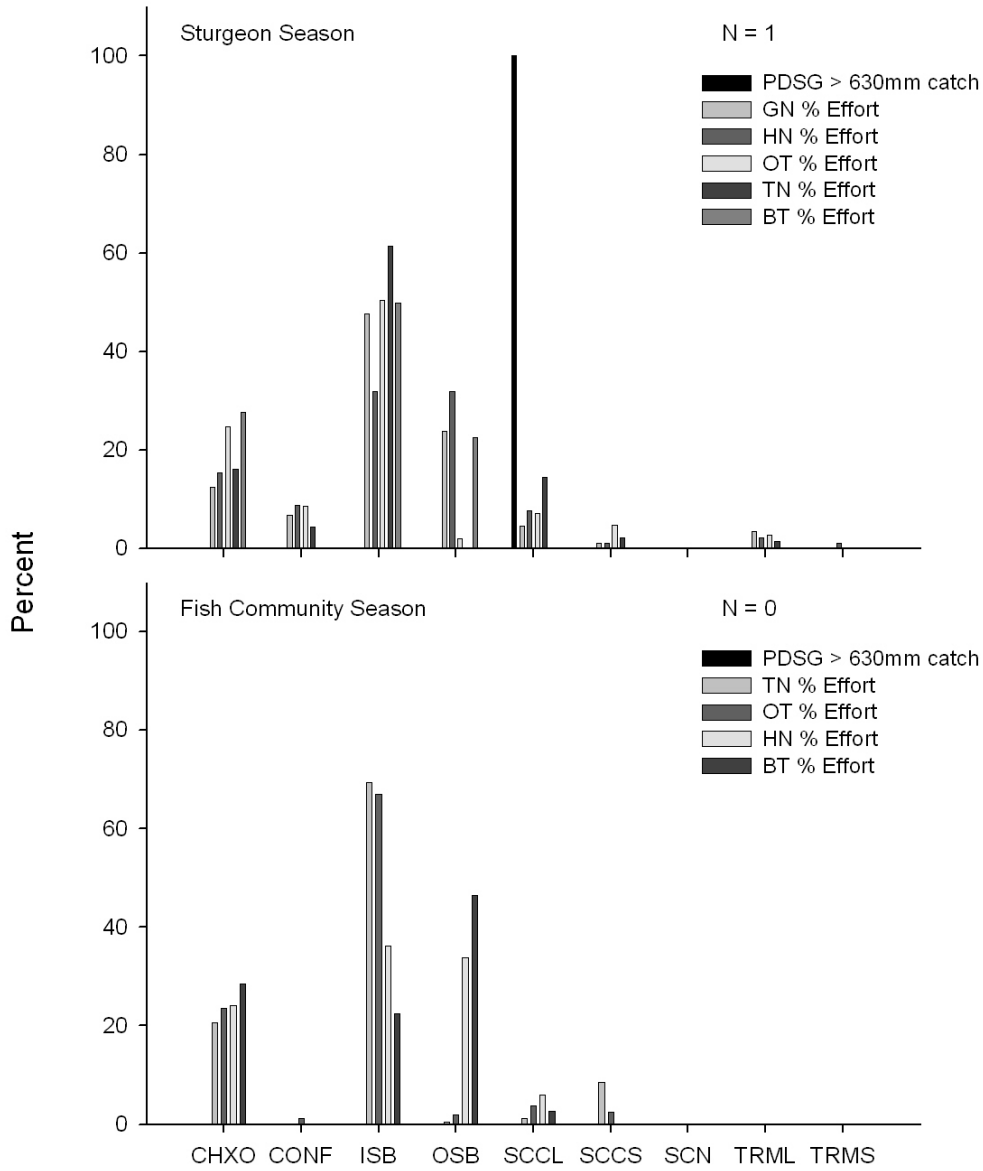 Sturgeon Season
N = 1
100
80
60
40
20
0
PDSG > 630mm catch
GN % Effort
HN % Effort
OT % Effort
TN % Effort
BT % Effort
Percent
Fish Community Season
N = 0
100
80
60
40
20
0
PDSG > 630mm catch
TN % Effort
OT % Effort
HN % Effort
BT % Effort
CHXO CONF ISB OSB SCCL SCCS SCN TRML TRMS